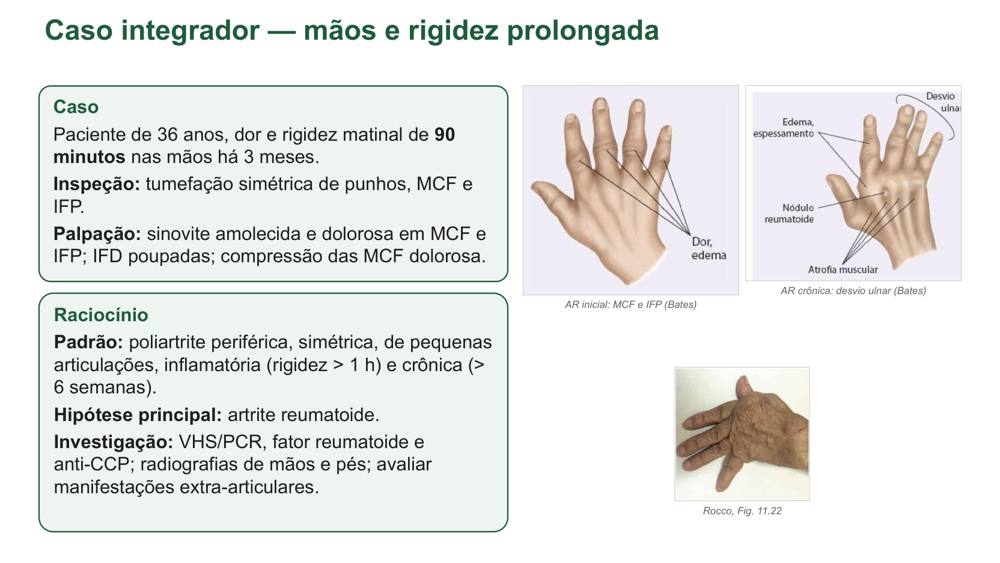 Caso integrador — mãos e rigidez prolongada
Caso
Paciente de 36 anos, dor e rigidez matinal de 90
minutos nas mãos há 3 meses.
Inspeção: tumefação simétrica de punhos, MCF e
IFP.
Palpação: sinovite amolecida e dolorosa em MCF e
IFP; IFD poupadas; compressão das MCF dolorosa.
Raciocínio
Padrão: poliartrite periférica, simétrica, de pequenas
articulações, inflamatória (rigidez > 1 h) e crônica (>
6 semanas).
Hipótese principal: artrite reumatoide.
Investigação: VHS/PCR, fator reumatoide e
anti-CCP; radiografias de mãos e pés; avaliar
manifestações extra-articulares.
Dor,
edema
AR inicial: MCF e IFP (Bates)
Desvio
ulna
Edema,
espessamento
Nódulo
reumatoide
Atrofia muscular
AR crônica: desvio ulnar (Bates)
Rocco, Fig. 11.22